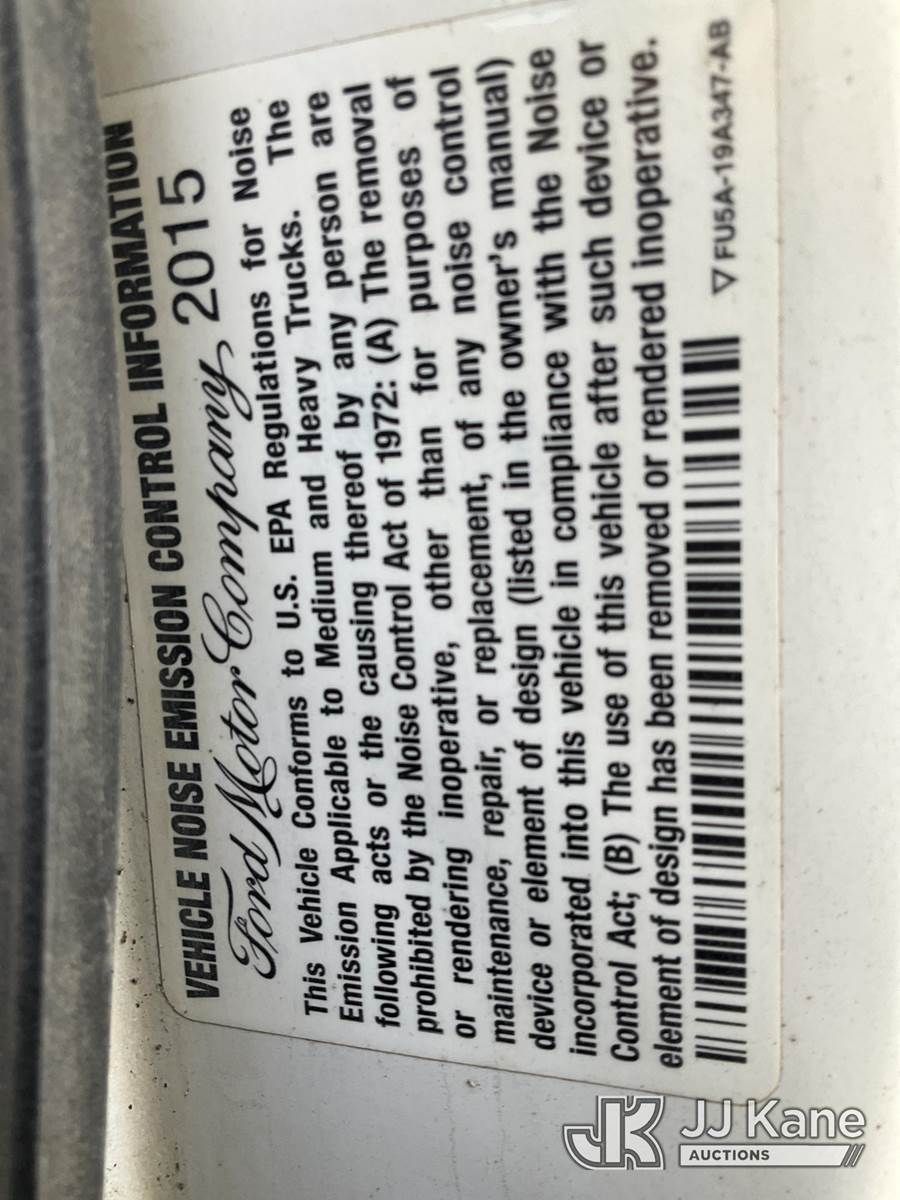 VEHICLE NOISE EMISSION CONTROL INFORMATION
Ford Motor Company 2015
This Vehicle Conforms to U.S. EPA Regulations for Noise
Emission Applicable to Medium and Heavy Trucks. The
following acts or the causing thereof by any person are
prohibited by the Noise Control Act of 1972: (A) The removal
or rendering inoperative, other than for purposes of
maintenance, repair, or replacement, of any noise control
device or element of design (listed in the owner's manual)
incorporated into this vehicle in compliance with the Noise
Control Act; (B) The use of this vehicle after such device or
element of design has been removed or rendered inoperative.
▽ FU5A-19A347-AB
JK JJ Kane
AUCTIONS